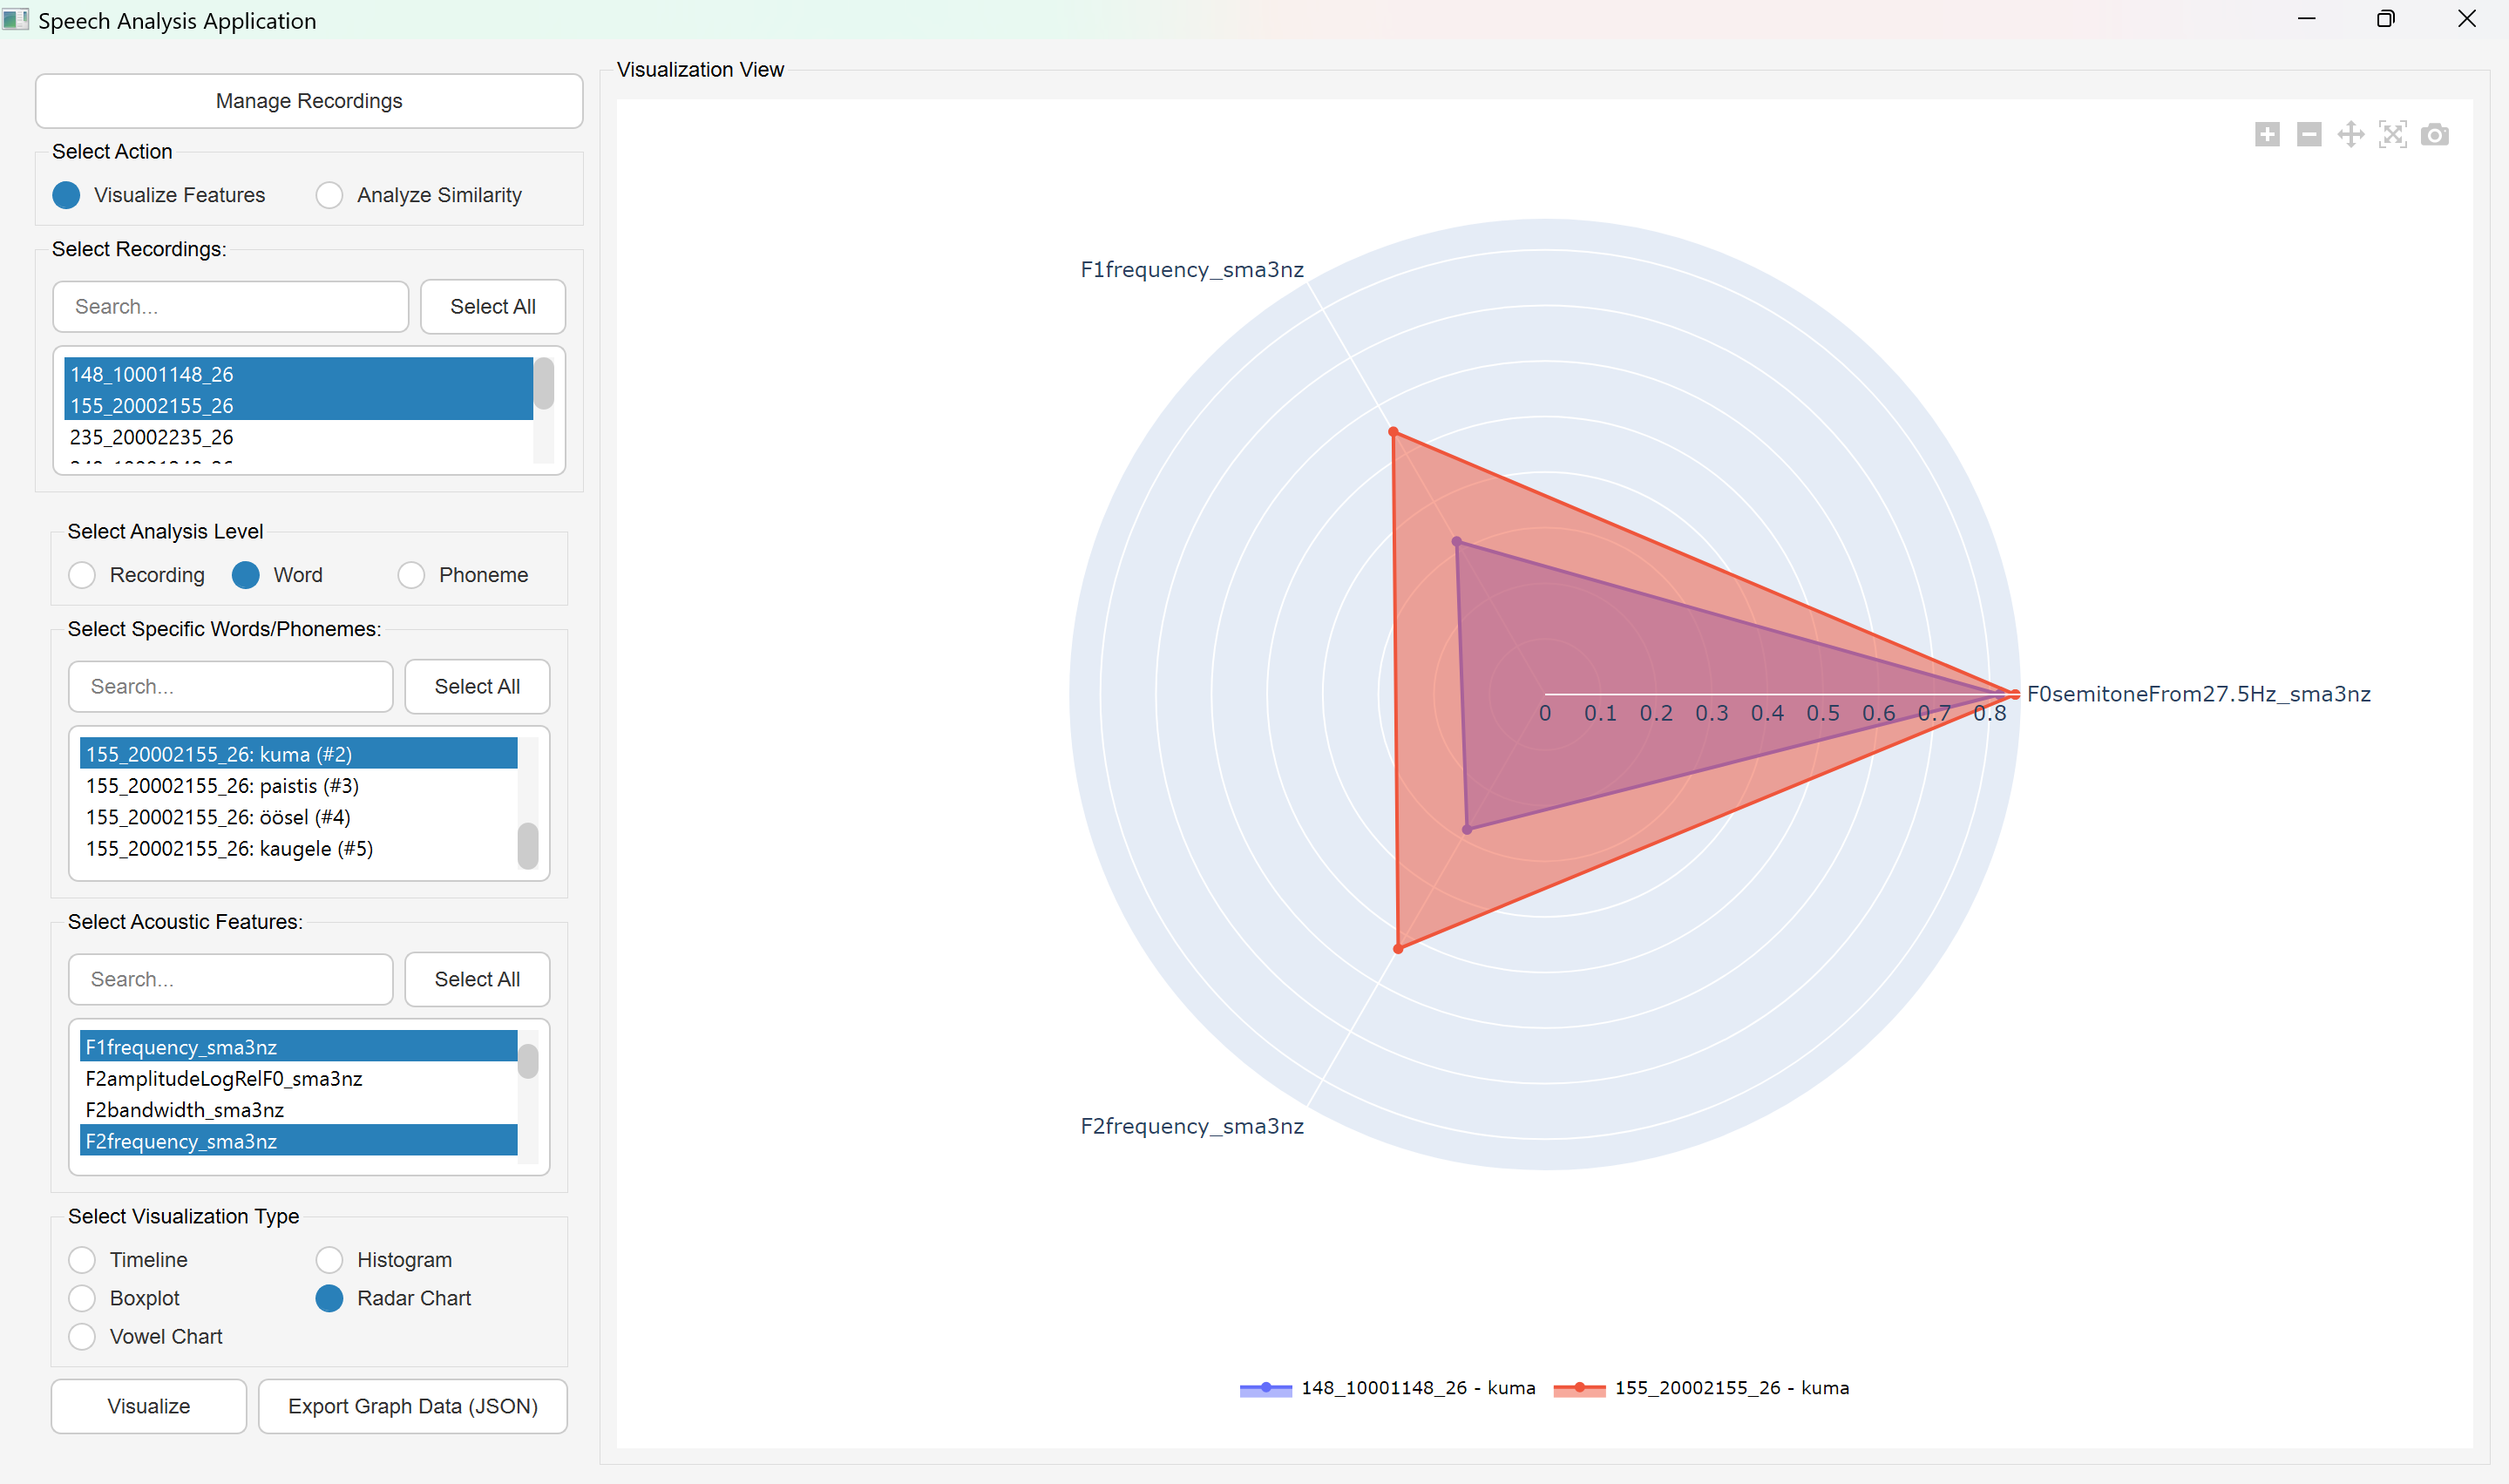 Speech Analysis Application
Manage Recordings
Select Action
Visualize Features
Analyze Similarity
Select Recordings:
Search...
Select All
148_10001148_26
155_20002155_26
235_20002235_26
Select Analysis Level
Recording
Word
Phoneme
Select Specific Words/Phonemes:
Search...
Select All
155_20002155_26: kuma (#2)
155_20002155_26: paistis (#3)
155_20002155_26: öösel (#4)
155_20002155_26: kaugele (#5)
Select Acoustic Features:
Search...
Select All
F1frequency_sma3nz
F2amplitudeLogRelF0_sma3nz
F2bandwidth_sma3nz
F2frequency_sma3nz
Select Visualization Type
Timeline
Histogram
Boxplot
Radar Chart
Vowel Chart
Visualize
Export Graph Data (JSON)
Visualization View
F1frequency_sma3nz
F0semitoneFrom27.5Hz_sma3nz
0 0.1 0.2 0.3 0.4 0.5 0.6 0.7 0.8
F2frequency_sma3nz
148_10001148_26 - kuma
155_20002155_26 - kuma